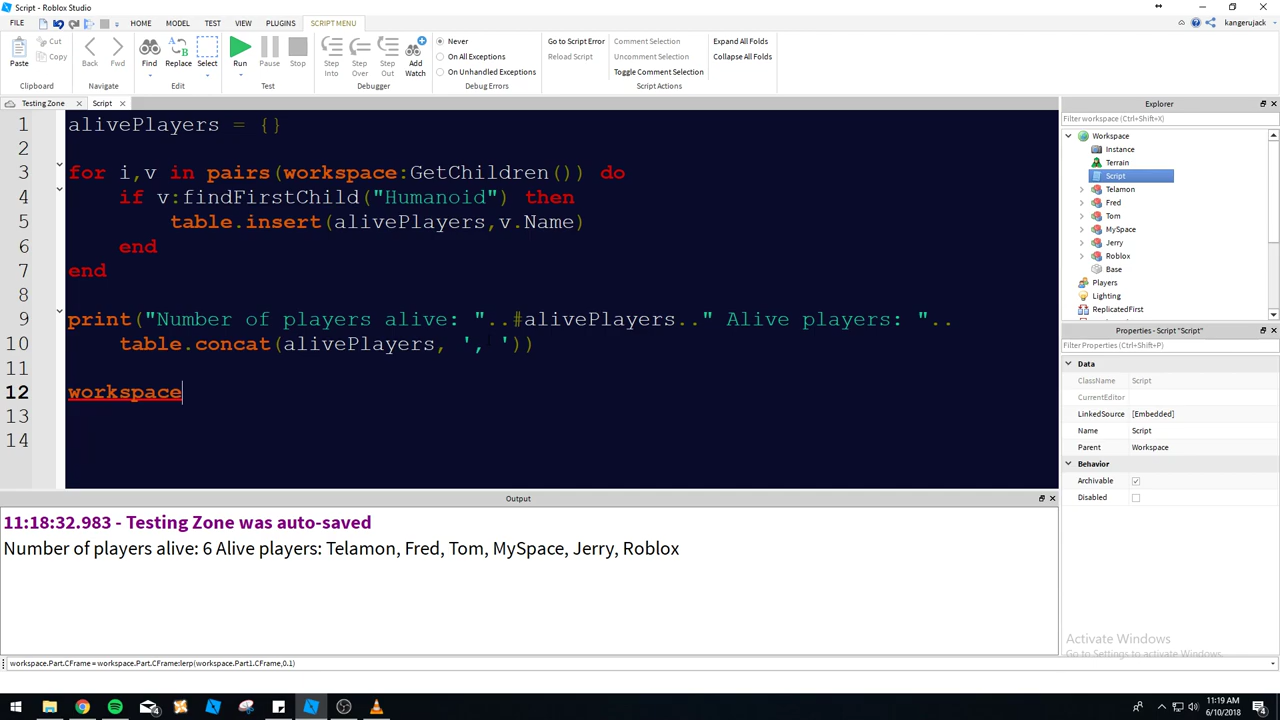 Script - Roblox Studio
FILE HOME MODEL TEST VIEW PLUGINS SCRIPT MENU kangerujack
Paste Cut Copy Clipboard
Back Fwd Navigate
Find Replace Select Edit
Run Pause Stop Test
Step Into Step Over Step Out Add Watch Debugger
Never
On All Exceptions
On Unhandled Exceptions
Debug Errors
Go to Script Error Comment Selection Expand All Folds
Reload Script Uncomment Selection Collapse All Folds
Toggle Comment Selection
Script Actions
Testing Zone Script
1 alivePlayers = {}
2
3 for i,v in pairs(workspace:GetChildren()) do
4 if v:findFirstChild("Humanoid") then
5 table.insert(alivePlayers,v.Name)
6 end
7 end
8
9 print("Number of players alive: "..#alivePlayers.." Alive players: "..
10 table.concat(alivePlayers, ', '))
11
12 workspace
13
14
Explorer
Filter workspace (Ctrl+Shift+X)
Workspace
Instance
Terrain
Script
Telamon
Fred
Tom
MySpace
Jerry
Roblox
Base
Players
Lighting
ReplicatedFirst
Properties - Script "Script"
Filter Properties (Ctrl+Shift+P)
Data
ClassName Script
CurrentEditor
LinkedSource [Embedded]
Name Script
Parent Workspace
Behavior
Archivable
Disabled
Output
11:18:32.983 - Testing Zone was auto-saved
Number of players alive: 6 Alive players: Telamon, Fred, Tom, MySpace, Jerry, Roblox
workspace.Part.CFrame = workspace.Part.CFrame:lerp(workspace.Part1.CFrame,0.1)
Activate Windows
Go to Settings to activate Windows.
11:19 AM
6/10/2018
4
4